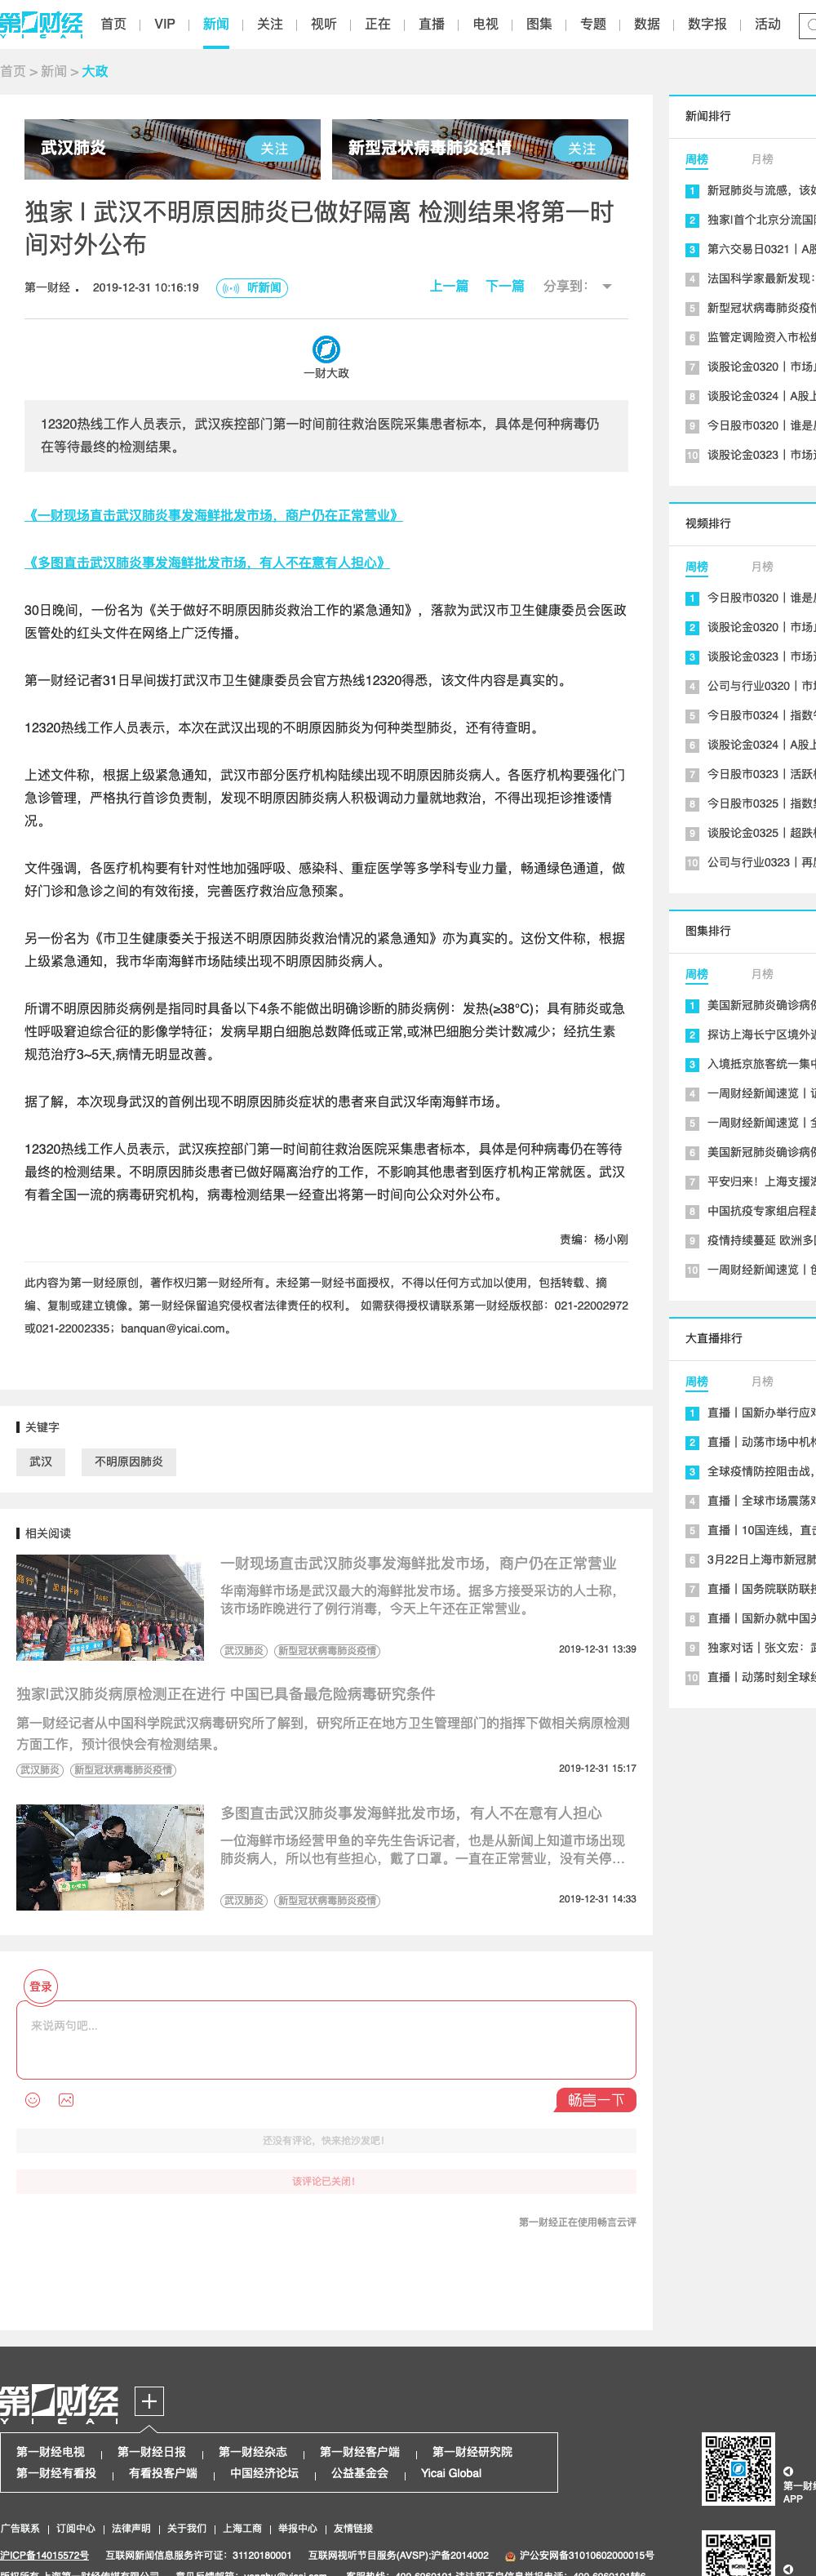 第一财经
YICAI
首页
VIP
新闻
关注
视听
正在
直播
电视
图集
专题
数据
数字报
活动
首页 > 新闻 > 大政
武汉肺炎
关注
新型冠状病毒肺炎疫情
关注
独家 | 武汉不明原因肺炎已做好隔离 检测结果将第一时
间对外公布
第一财经 • 2019-12-31 10:16:19
听新闻
上一篇
下一篇
分享到：
一财大政
12320热线工作人员表示，武汉疾控部门第一时间前往救治医院采集患者标本，具体是何种病毒仍
在等待最终的检测结果。
《一财现场直击武汉肺炎事发海鲜批发市场，商户仍在正常营业》
《多图直击武汉肺炎事发海鲜批发市场，有人不在意有人担心》
30日晚间，一份名为《关于做好不明原因肺炎救治工作的紧急通知》，落款为武汉市卫生健康委员会医政
医管处的红头文件在网络上广泛传播。
第一财经记者31日早间拨打武汉市卫生健康委员会官方热线12320得悉，该文件内容是真实的。
12320热线工作人员表示，本次在武汉出现的不明原因肺炎为何种类型肺炎，还有待查明。
上述文件称，根据上级紧急通知，武汉市部分医疗机构陆续出现不明原因肺炎病人。各医疗机构要强化门
急诊管理，严格执行首诊负责制，发现不明原因肺炎病人积极调动力量就地救治，不得出现拒诊推诿情
况。
文件强调，各医疗机构要有针对性地加强呼吸、感染科、重症医学等多学科专业力量，畅通绿色通道，做
好门诊和急诊之间的有效衔接，完善医疗救治应急预案。
另一份名为《市卫生健康委关于报送不明原因肺炎救治情况的紧急通知》亦为真实的。这份文件称，根据
上级紧急通知，我市华南海鲜市场陆续出现不明原因肺炎病人。
所谓不明原因肺炎病例是指同时具备以下4条不能做出明确诊断的肺炎病例：发热(≥38°C)；具有肺炎或急
性呼吸窘迫综合征的影像学特征；发病早期白细胞总数降低或正常,或淋巴细胞分类计数减少；经抗生素
规范治疗3~5天,病情无明显改善。
据了解，本次现身武汉的首例出现不明原因肺炎症状的患者来自武汉华南海鲜市场。
12320热线工作人员表示，武汉疾控部门第一时间前往救治医院采集患者标本，具体是何种病毒仍在等待
最终的检测结果。不明原因肺炎患者已做好隔离治疗的工作，不影响其他患者到医疗机构正常就医。武汉
有着全国一流的病毒研究机构，病毒检测结果一经查出将第一时间向公众对外公布。
责编：杨小刚
此内容为第一财经原创，著作权归第一财经所有。未经第一财经书面授权，不得以任何方式加以使用，包括转载、摘
编、复制或建立镜像。第一财经保留追究侵权者法律责任的权利。 如需获得授权请联系第一财经版权部：021-22002972
或021-22002335；banquan@yicai.com。
关键字
武汉
不明原因肺炎
相关阅读
一财现场直击武汉肺炎事发海鲜批发市场，商户仍在正常营业
华南海鲜市场是武汉最大的海鲜批发市场。据多方接受采访的人士称，
该市场昨晚进行了例行消毒，今天上午还在正常营业。
武汉肺炎
新型冠状病毒肺炎疫情
2019-12-31 13:39
独家|武汉肺炎病原检测正在进行 中国已具备最危险病毒研究条件
第一财经记者从中国科学院武汉病毒研究所了解到，研究所正在地方卫生管理部门的指挥下做相关病原检测
方面工作，预计很快会有检测结果。
武汉肺炎
新型冠状病毒肺炎疫情
2019-12-31 15:17
多图直击武汉肺炎事发海鲜批发市场，有人不在意有人担心
一位海鲜市场经营甲鱼的辛先生告诉记者，也是从新闻上知道市场出现
肺炎病人，所以也有些担心，戴了口罩。一直在正常营业，没有关停…
武汉肺炎
新型冠状病毒肺炎疫情
2019-12-31 14:33
登录
来说两句吧...
畅言一下
还没有评论，快来抢沙发吧！
该评论已关闭!
第一财经正在使用畅言云评
新闻排行
周榜
月榜
1 新冠肺炎与流感，该如
2 独家|首个北京分流国
3 第六交易日0321丨A股
4 法国科学家最新发现：
5 新型冠状病毒肺炎疫情
6 监管定调险资入市松绑
7 谈股论金0320丨市场
8 谈股论金0324丨A股上
9 今日股市0320丨谁是
10 谈股论金0323丨市场
视频排行
周榜
月榜
1 今日股市0320丨谁是
2 谈股论金0320丨市场
3 谈股论金0323丨市场
4 公司与行业0320丨市
5 今日股市0324丨指数
6 谈股论金0324丨A股上
7 今日股市0323丨活跃
8 今日股市0325丨指数
9 谈股论金0325丨超跌
10 公司与行业0323丨再
图集排行
周榜
月榜
1 美国新冠肺炎确诊病例
2 探访上海长宁区境外
3 入境抵京旅客统一集中
4 一周财经新闻速览丨
5 一周财经新闻速览丨全
6 美国新冠肺炎确诊病例
7 平安归来！上海支援
8 中国抗疫专家组启程
9 疫情持续蔓延 欧洲多
10 一周财经新闻速览丨
大直播排行
周榜
月榜
1 直播丨国新办举行应
2 直播丨动荡市场中机
3 全球疫情防控阻击战，
4 直播丨全球市场震荡
5 直播丨10国连线，直
6 3月22日上海市新冠
7 直播丨国务院联防联
8 直播丨国新办就中国
9 独家对话丨张文宏：
10 直播丨动荡时刻全球
第一财经
YICAI
第一财经电视
第一财经日报
第一财经杂志
第一财经客户端
第一财经研究院
第一财经有看投
有看投客户端
中国经济论坛
公益基金会
Yicai Global
第一财
APP
广告联系
订阅中心
法律声明
关于我们
上海工商
举报中心
友情链接
沪ICP备14015572号
互联网新闻信息服务许可证：31120180001
互联网视听节目服务(AVSP):沪备2014002
沪公安网备31010602000015号